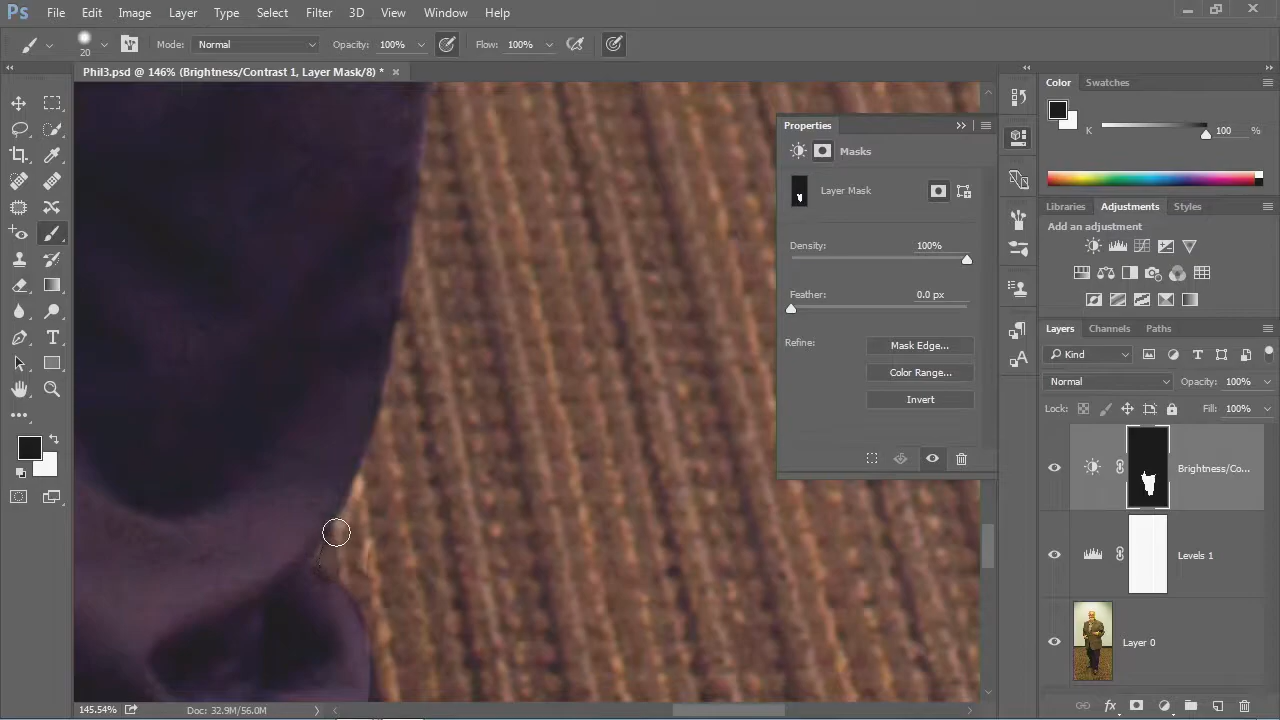 Ps File Edit Image Layer Type Select Filter 3D View Window Help
20 Mode: Normal Opacity: 100% Flow: 100%
Phil3.psd @ 146% (Brightness/Contrast 1, Layer Mask/8) *
Properties
Masks
Layer Mask
Density: 100%
Feather: 0.0 px
Refine: Mask Edge...
Color Range...
Invert
Color Swatches
K 100 %
Libraries Adjustments Styles
Add an adjustment
Layers Channels Paths
Kind
Normal Opacity: 100%
Lock: Fill: 100%
Brightness/Co...
Levels 1
Layer 0
145.54% Doc: 32.9M/56.0M